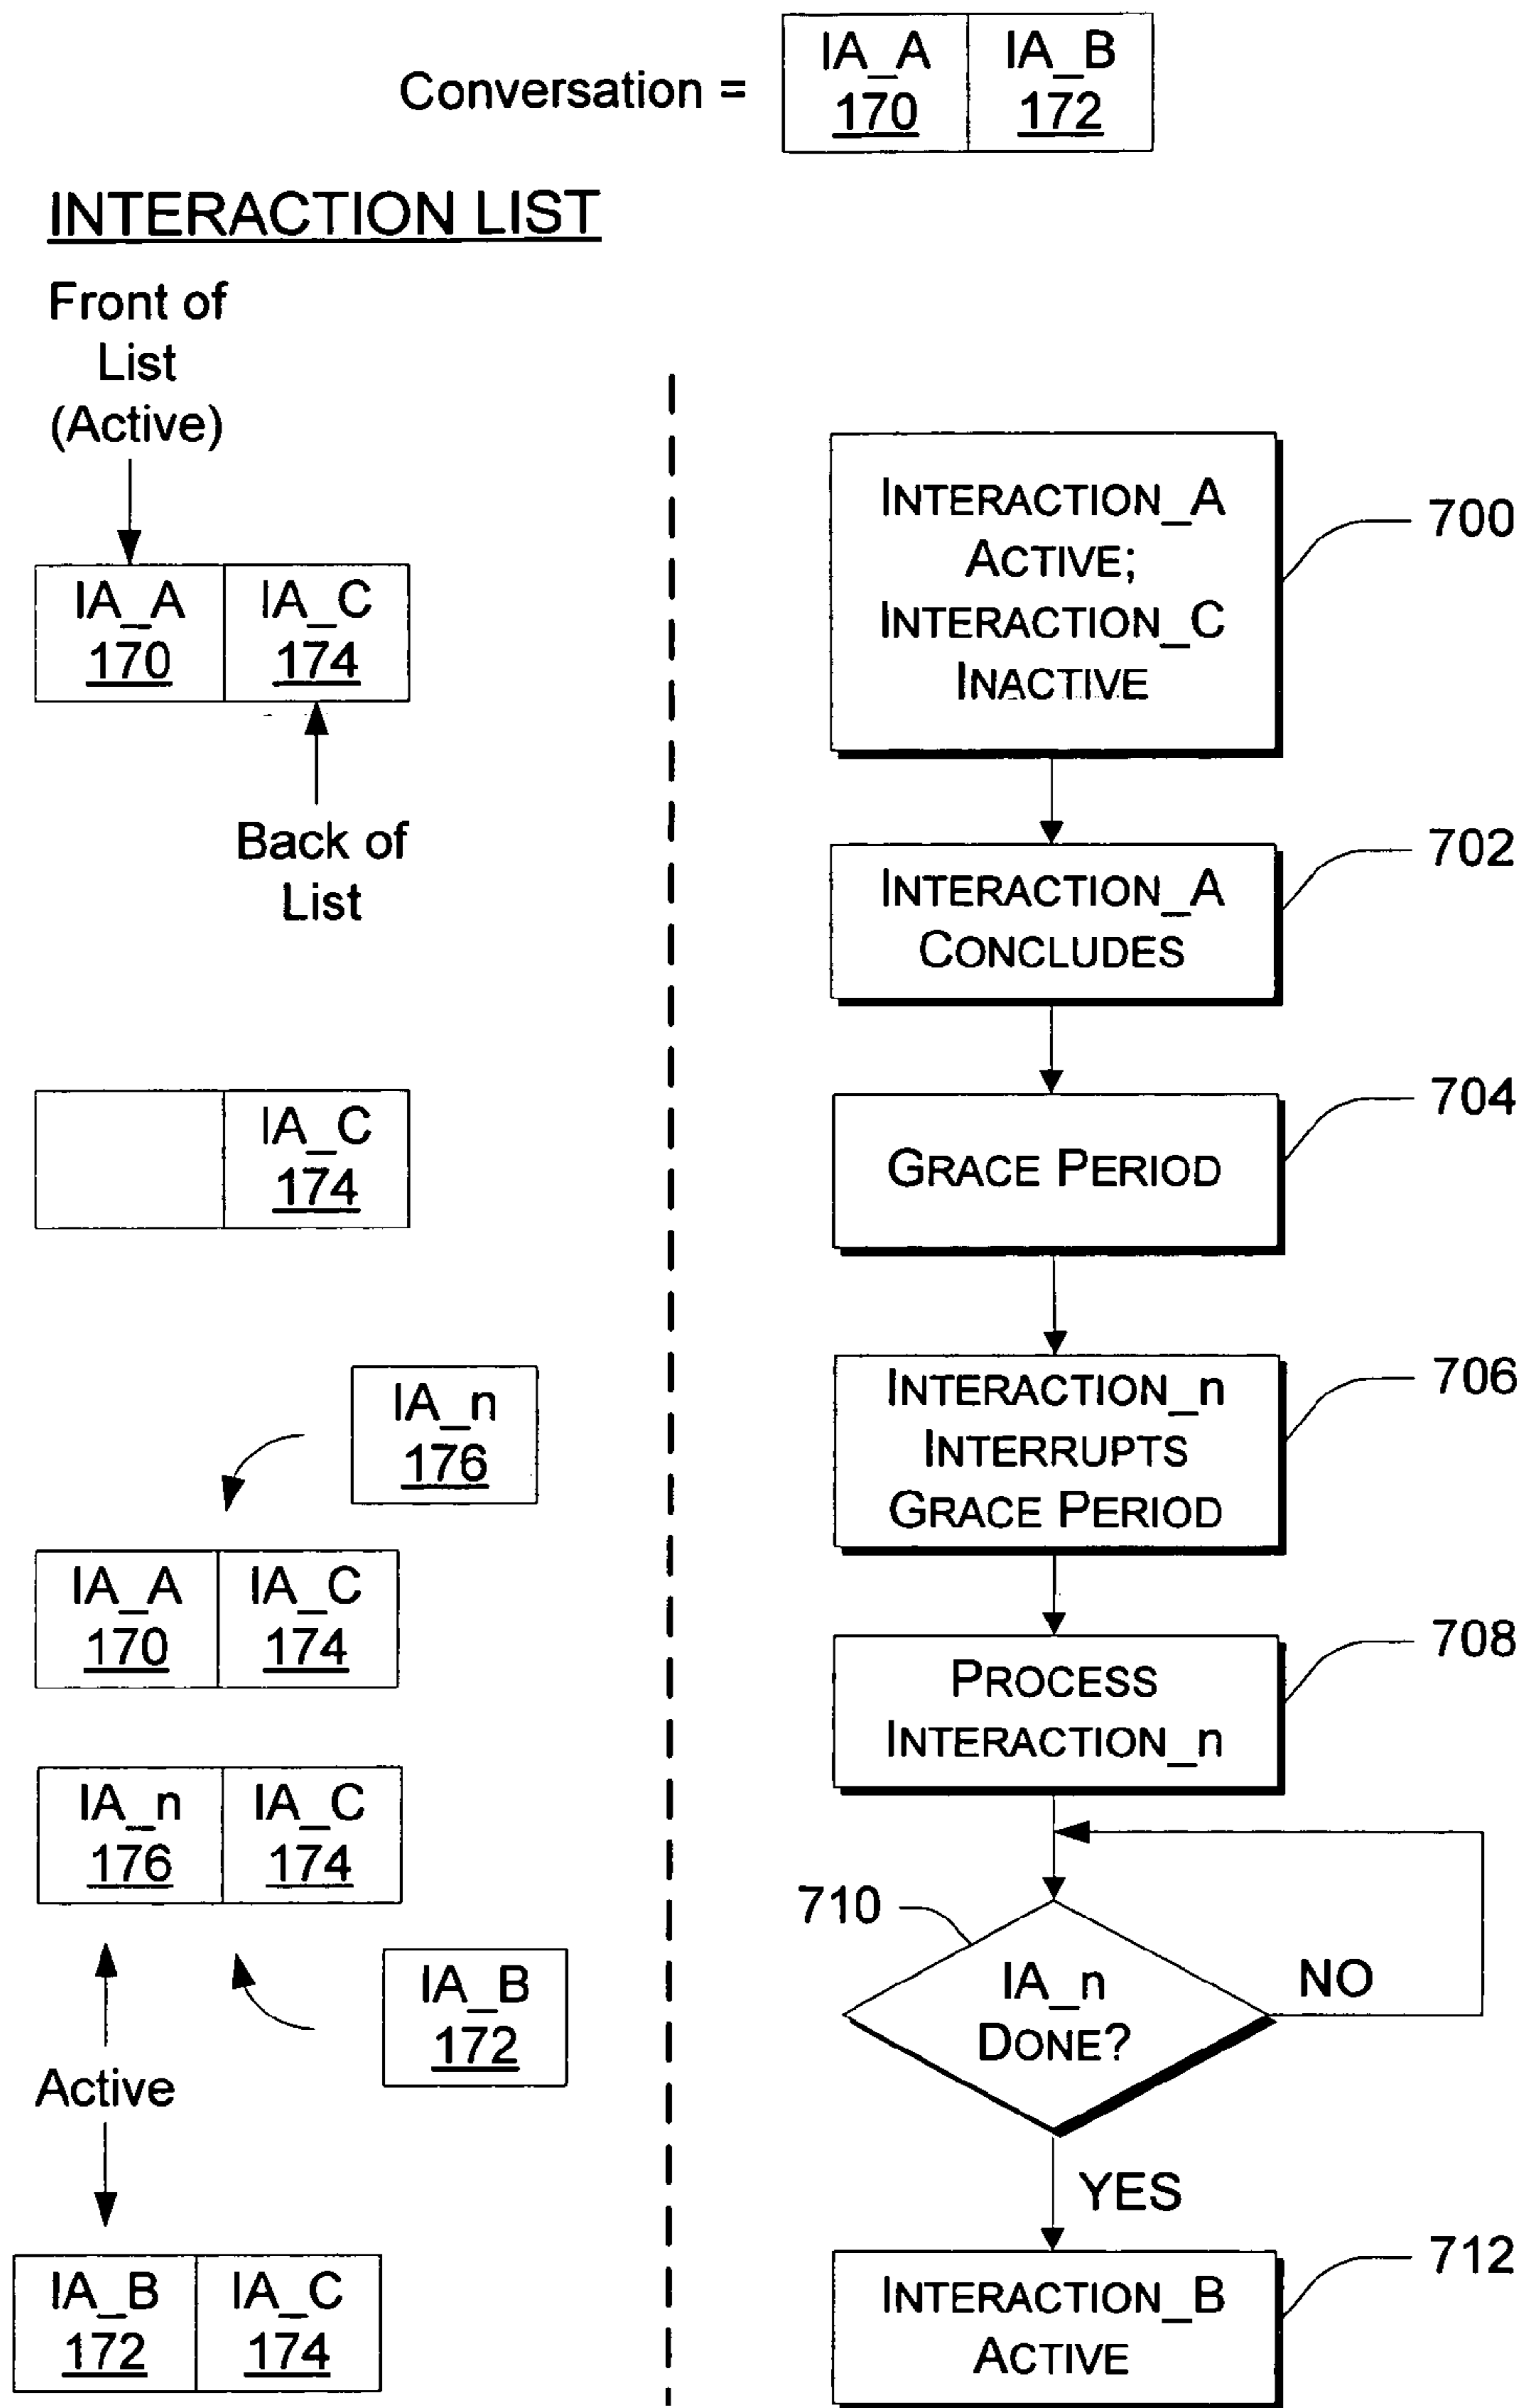 Conversation =
IA_A
170
IA_B
172
INTERACTION LIST
Front of
List
(Active)
IA_A
170
IA_C
174
Back of
List
IA_C
174
IA_n
176
IA_A
170
IA_C
174
IA_n
176
IA_C
174
IA_B
172
Active
IA_B
172
IA_C
174
INTERACTION_A
ACTIVE;
INTERACTION_C
INACTIVE
700
INTERACTION_A
CONCLUDES
702
GRACE PERIOD
704
INTERACTION_n
INTERRUPTS
GRACE PERIOD
706
PROCESS
INTERACTION_n
708
710
IA_n
DONE?
NO
YES
INTERACTION_B
ACTIVE
712